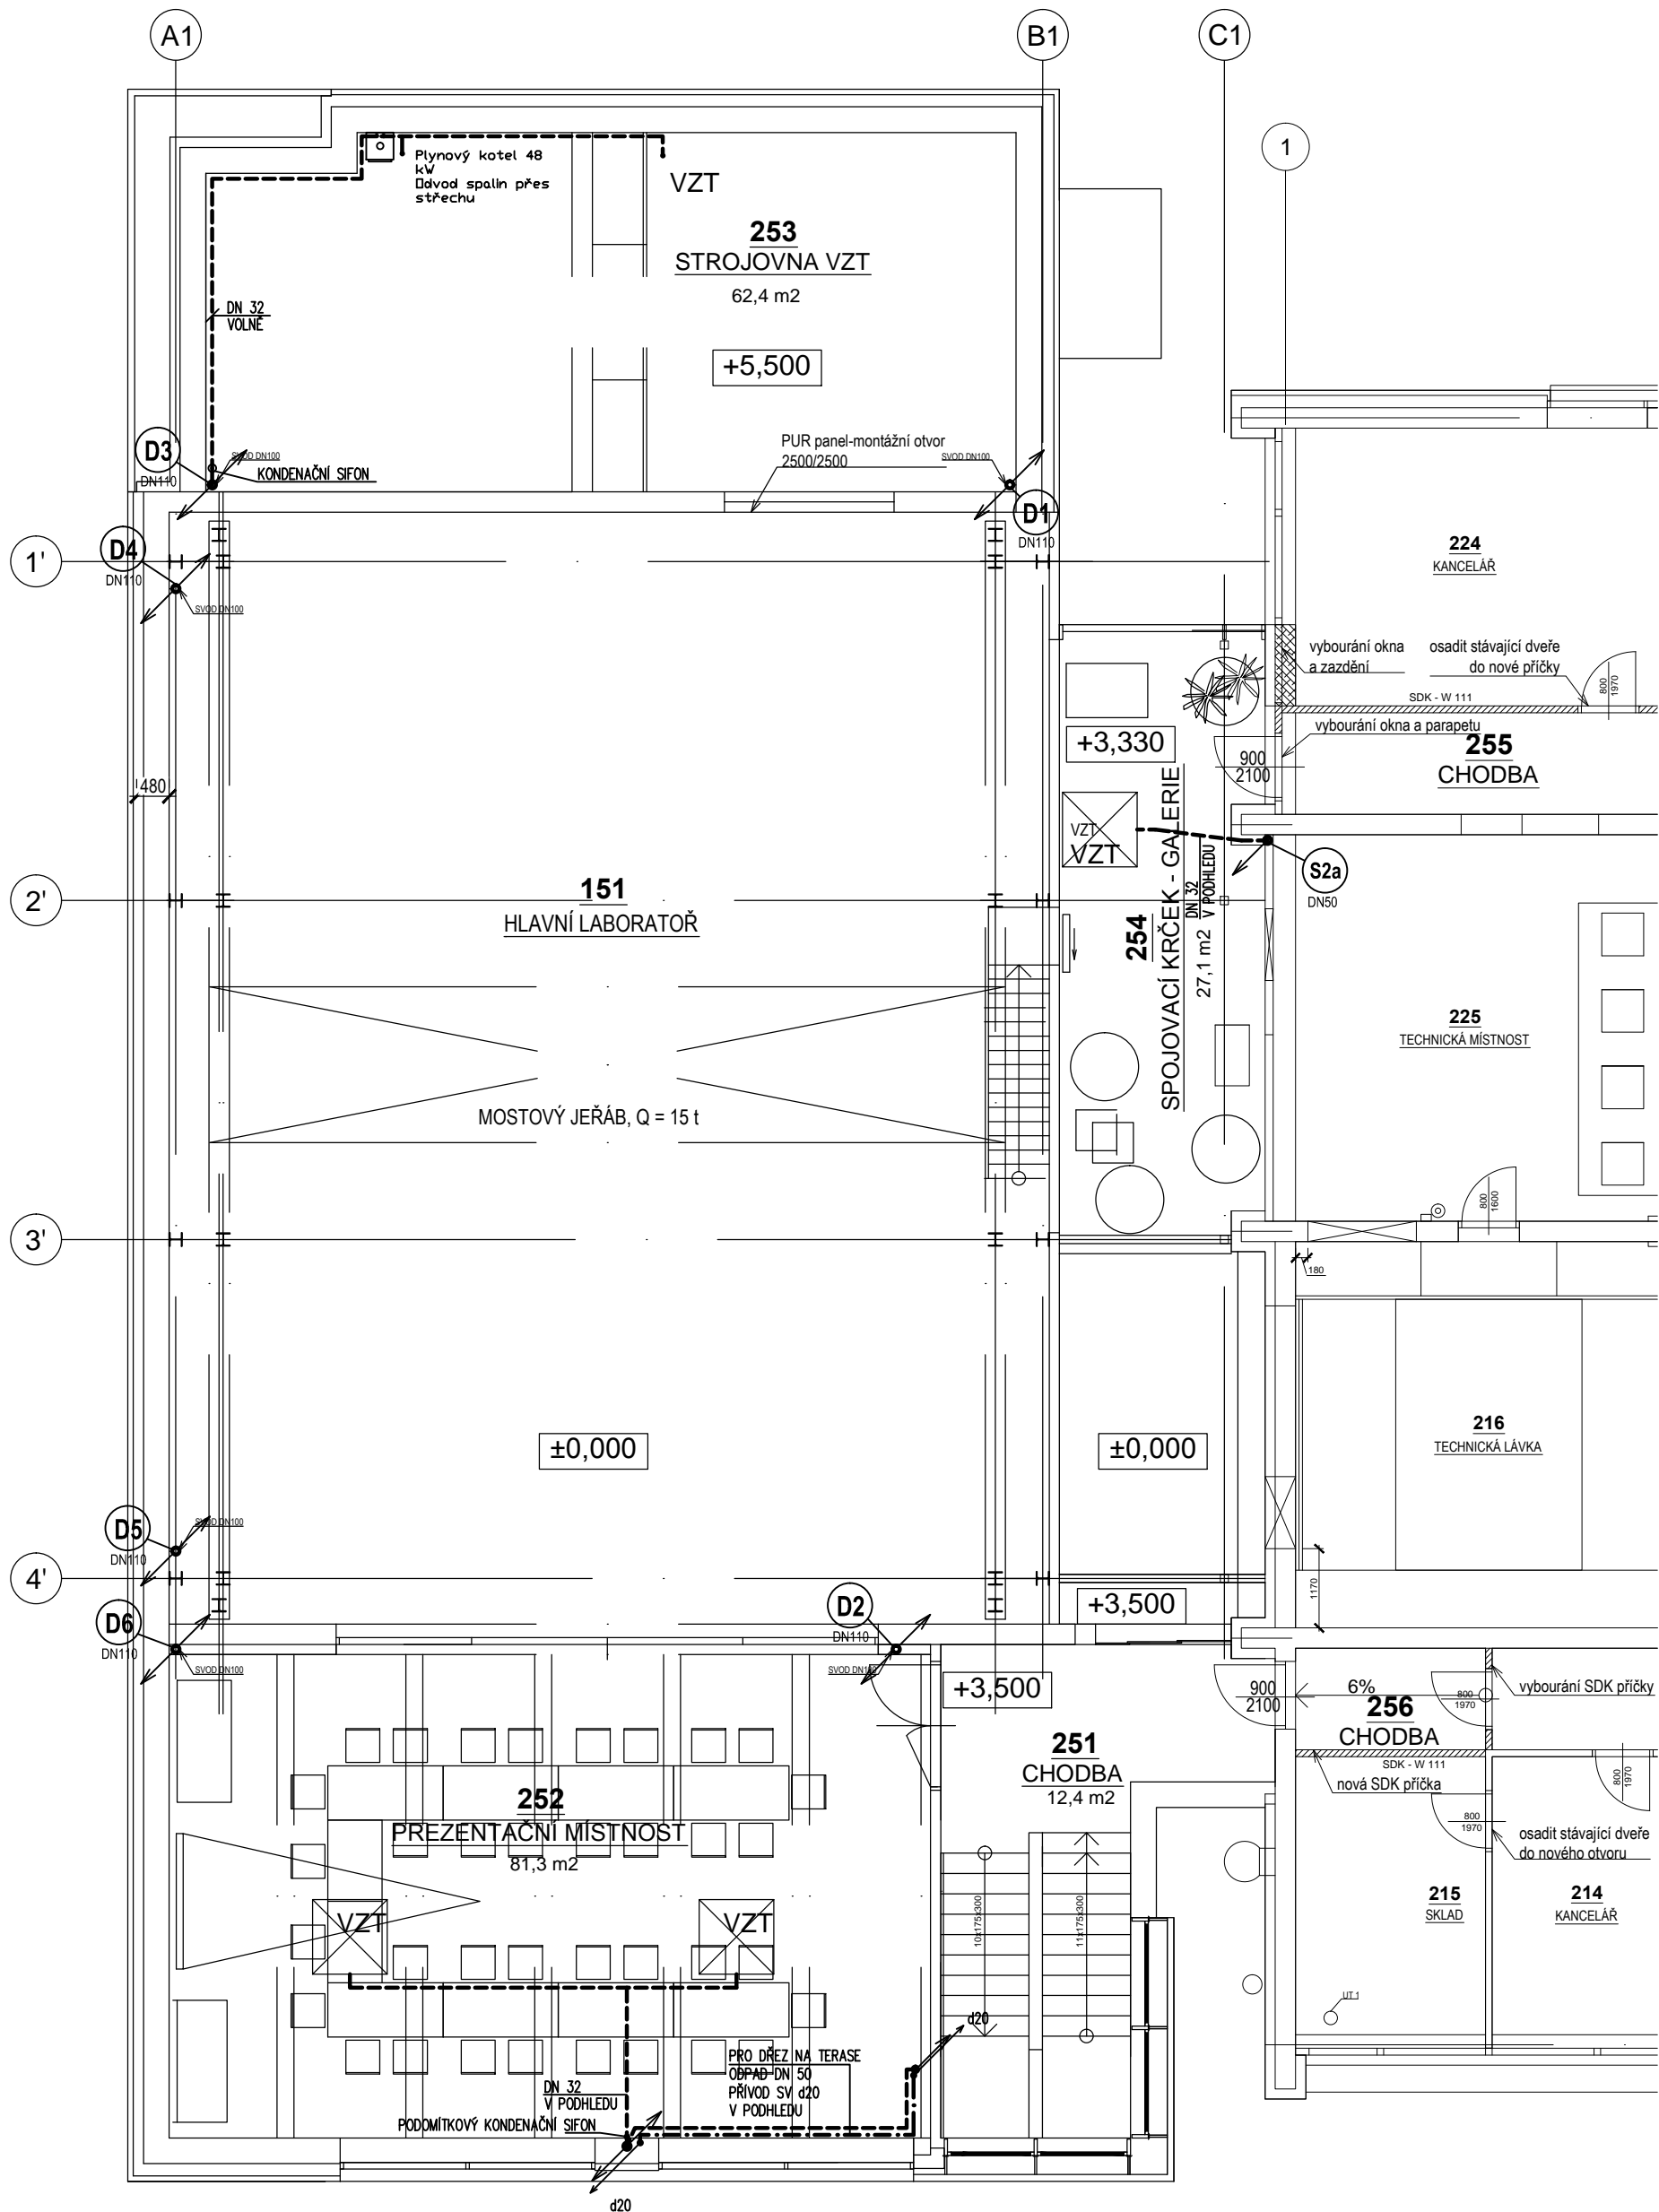 A1
B1
C1
1
Plynový kotel 48
kW
Odvod spalin přes
střechu
VZT
253
STROJOVNA VZT
62,4 m2
DN 32
VOLNĚ
+5,500
PUR panel-montážní otvor
2500/2500
SVOD DN100
D3
DN110
SVOD DN100
KONDENAČNÍ SIFON
D1
DN110
1'
D4
DN110
SVOD DN100
224
KANCELÁŘ
vybourání okna
a zazdění
osadit stávající dveře
do nové příčky
800
1970
SDK - W 111
vybourání okna a parapetu
+3,330
900
2100
255
CHODBA
480
VZT
VZT
254
SPOJOVACÍ KRČEK - GALERIE
27,1 m2
DN 32
V PODHLEDU
S2a
DN50
2'
151
HLAVNÍ LABORATOŘ
225
TECHNICKÁ MÍSTNOST
MOSTOVÝ JEŘÁB, Q = 15 t
800
1600
3'
180
216
TECHNICKÁ LÁVKA
±0,000
±0,000
D5
DN110
SVOD DN100
4'
1170
+3,500
D6
DN110
SVOD DN100
D2
DN110
SVOD DN100
+3,500
900
2100
6%
256
CHODBA
800
1970
vybourání SDK příčky
SDK - W 111
nová SDK příčka
800
1970
251
CHODBA
12,4 m2
252
PREZENTAČNÍ MÍSTNOST
81,3 m2
800
1970
osadit stávající dveře
do nového otvoru
215
SKLAD
214
KANCELÁŘ
VZT
VZT
10x175x300
11x175x300
UT 1
d20
PRO DŘEZ NA TERASE
ODPAD DN 50
PŘÍVOD SV d20
V PODHLEDU
DN 32
V PODHLEDU
PODOMÍTKOVÝ KONDENAČNÍ SIFON
d20